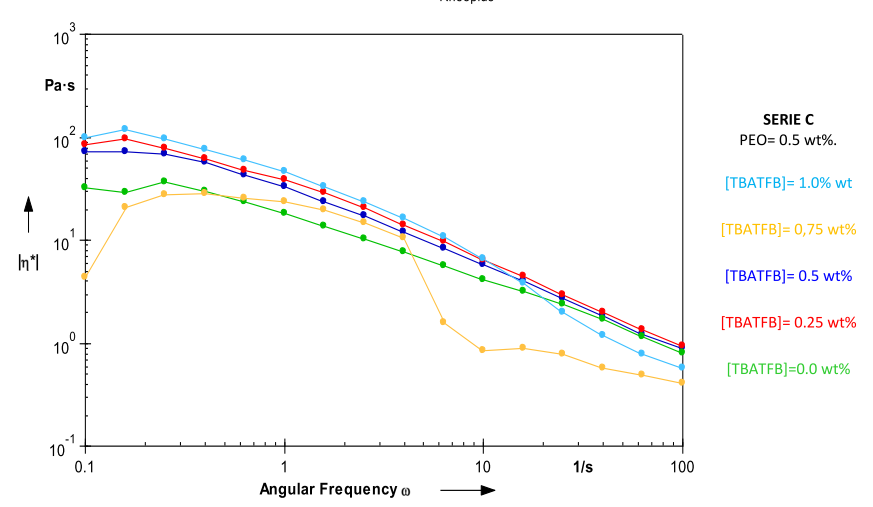 10³
Pa·s
10²
10¹
|η*|
10⁰
10⁻¹
0.1
1
10
1/s
100
Angular Frequency ω
SERIE C
PEO= 0.5 wt%.
[TBATFB]= 1.0% wt
[TBATFB]= 0,75 wt%
[TBATFB]= 0.5 wt%
[TBATFB]= 0.25 wt%
[TBATFB]=0.0 wt%